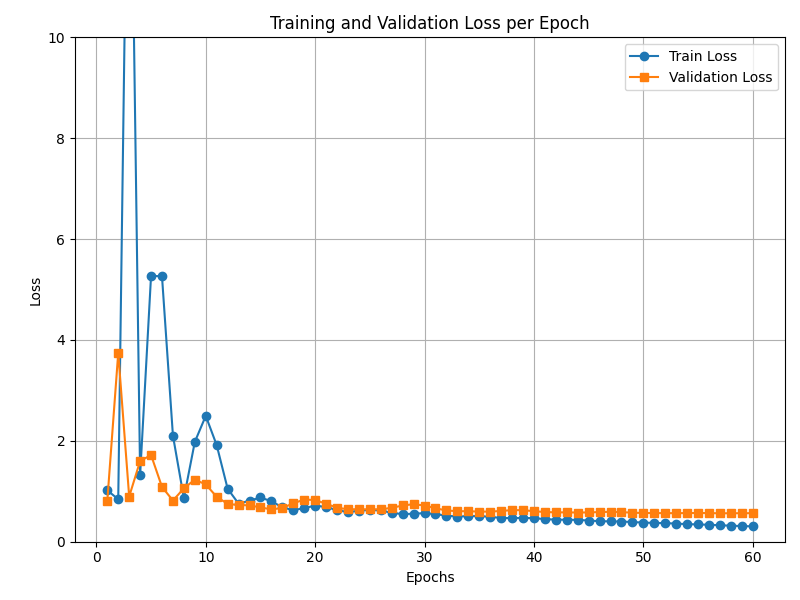 Training and Validation Loss per Epoch
Train Loss
Validation Loss
Loss
10
8
6
4
2
0
0 10 20 30 40 50 60
Epochs